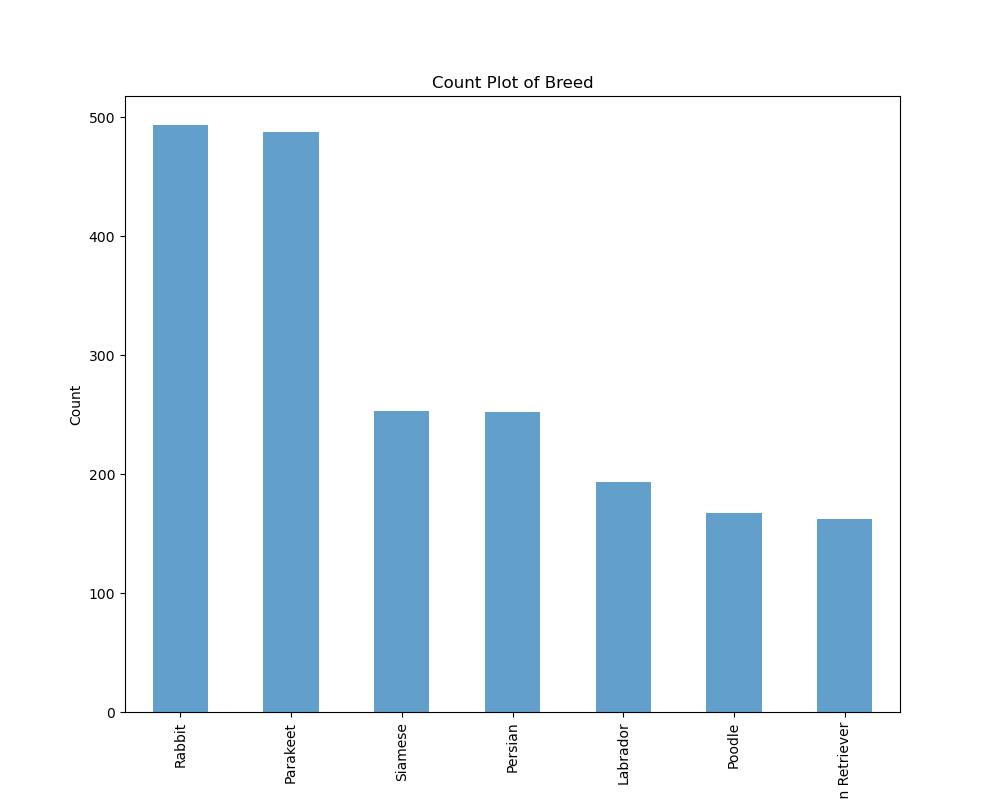 Count Plot of Breed
Count
500
400
300
200
100
0
Rabbit
Parakeet
Siamese
Persian
Labrador
Poodle
n Retriever